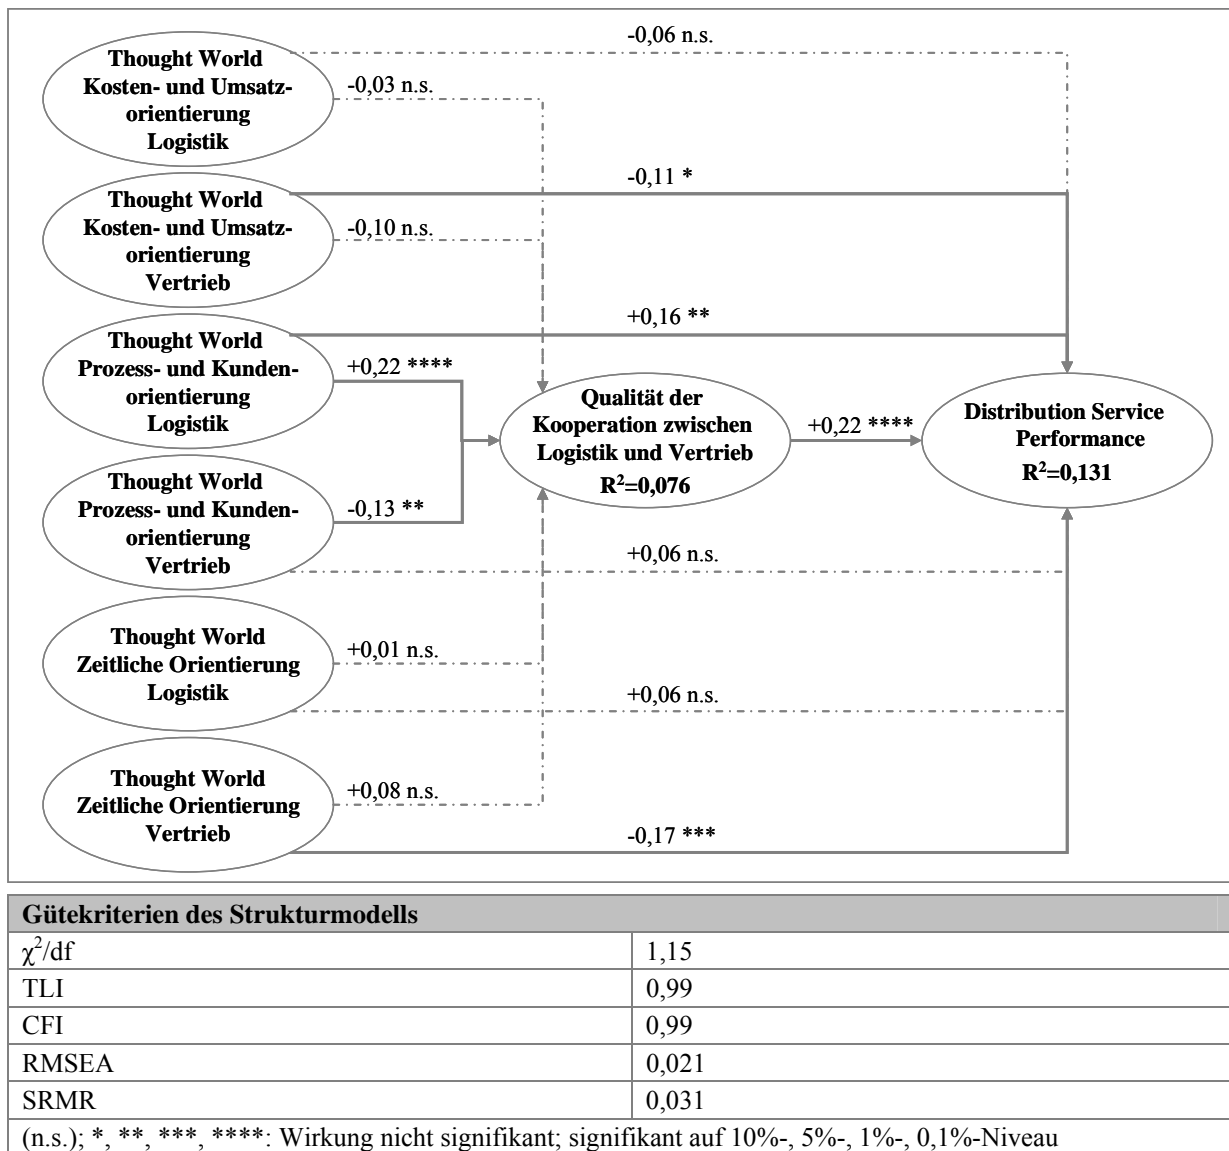 -0,06 n.s.
Thought World
Kosten- und Umsatz-
orientierung
Logistik
-0,03 n.s.
-0,11 *
Thought World
Kosten- und Umsatz-
orientierung
Vertrieb
-0,10 n.s.
+0,16 **
Thought World
Prozess- und Kunden-
orientierung
Logistik
+0,22 ****
Qualität der
Kooperation zwischen
Logistik und Vertrieb
R²=0,076
+0,22 ****
Distribution Service
Performance
R²=0,131
Thought World
Prozess- und Kunden-
orientierung
Vertrieb
-0,13 **
+0,06 n.s.
Thought World
Zeitliche Orientierung
Logistik
+0,01 n.s.
+0,06 n.s.
Thought World
Zeitliche Orientierung
Vertrieb
+0,08 n.s.
-0,17 ***
Gütekriterien des Strukturmodells
χ²/df 1,15
TLI 0,99
CFI 0,99
RMSEA 0,021
SRMR 0,031
(n.s.); *, **, ***, ****: Wirkung nicht signifikant; signifikant auf 10%-, 5%-, 1%-, 0,1%-Niveau